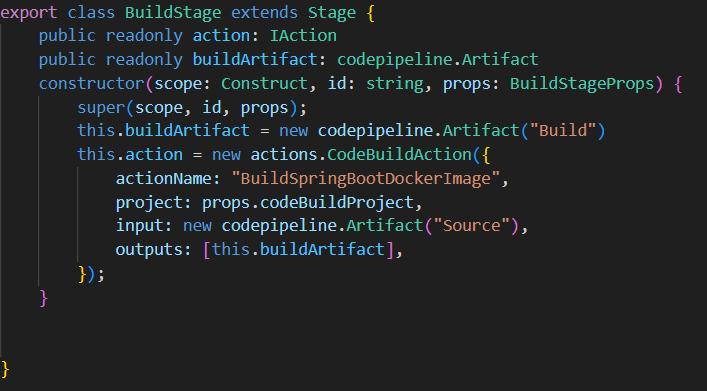 export class BuildStage extends Stage {
    public readonly action: IAction
    public readonly buildArtifact: codepipeline.Artifact
    constructor(scope: Construct, id: string, props: BuildStageProps) {
        super(scope, id, props);
        this.buildArtifact = new codepipeline.Artifact("Build")
        this.action = new actions.CodeBuildAction({
            actionName: "BuildSpringBootDockerImage",
            project: props.codeBuildProject,
            input: new codepipeline.Artifact("Source"),
            outputs: [this.buildArtifact],
        });
    }
}